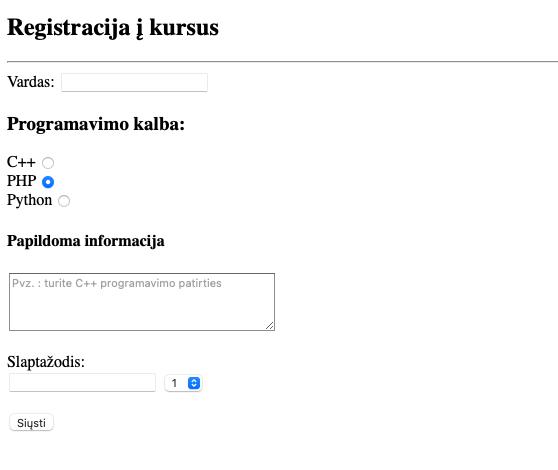 Registracija į kursus
Vardas:
Programavimo kalba:
C++
PHP
Python
Papildoma informacija
Pvz. : turite C++ programavimo patirties
Slaptažodis:
1
Siųsti